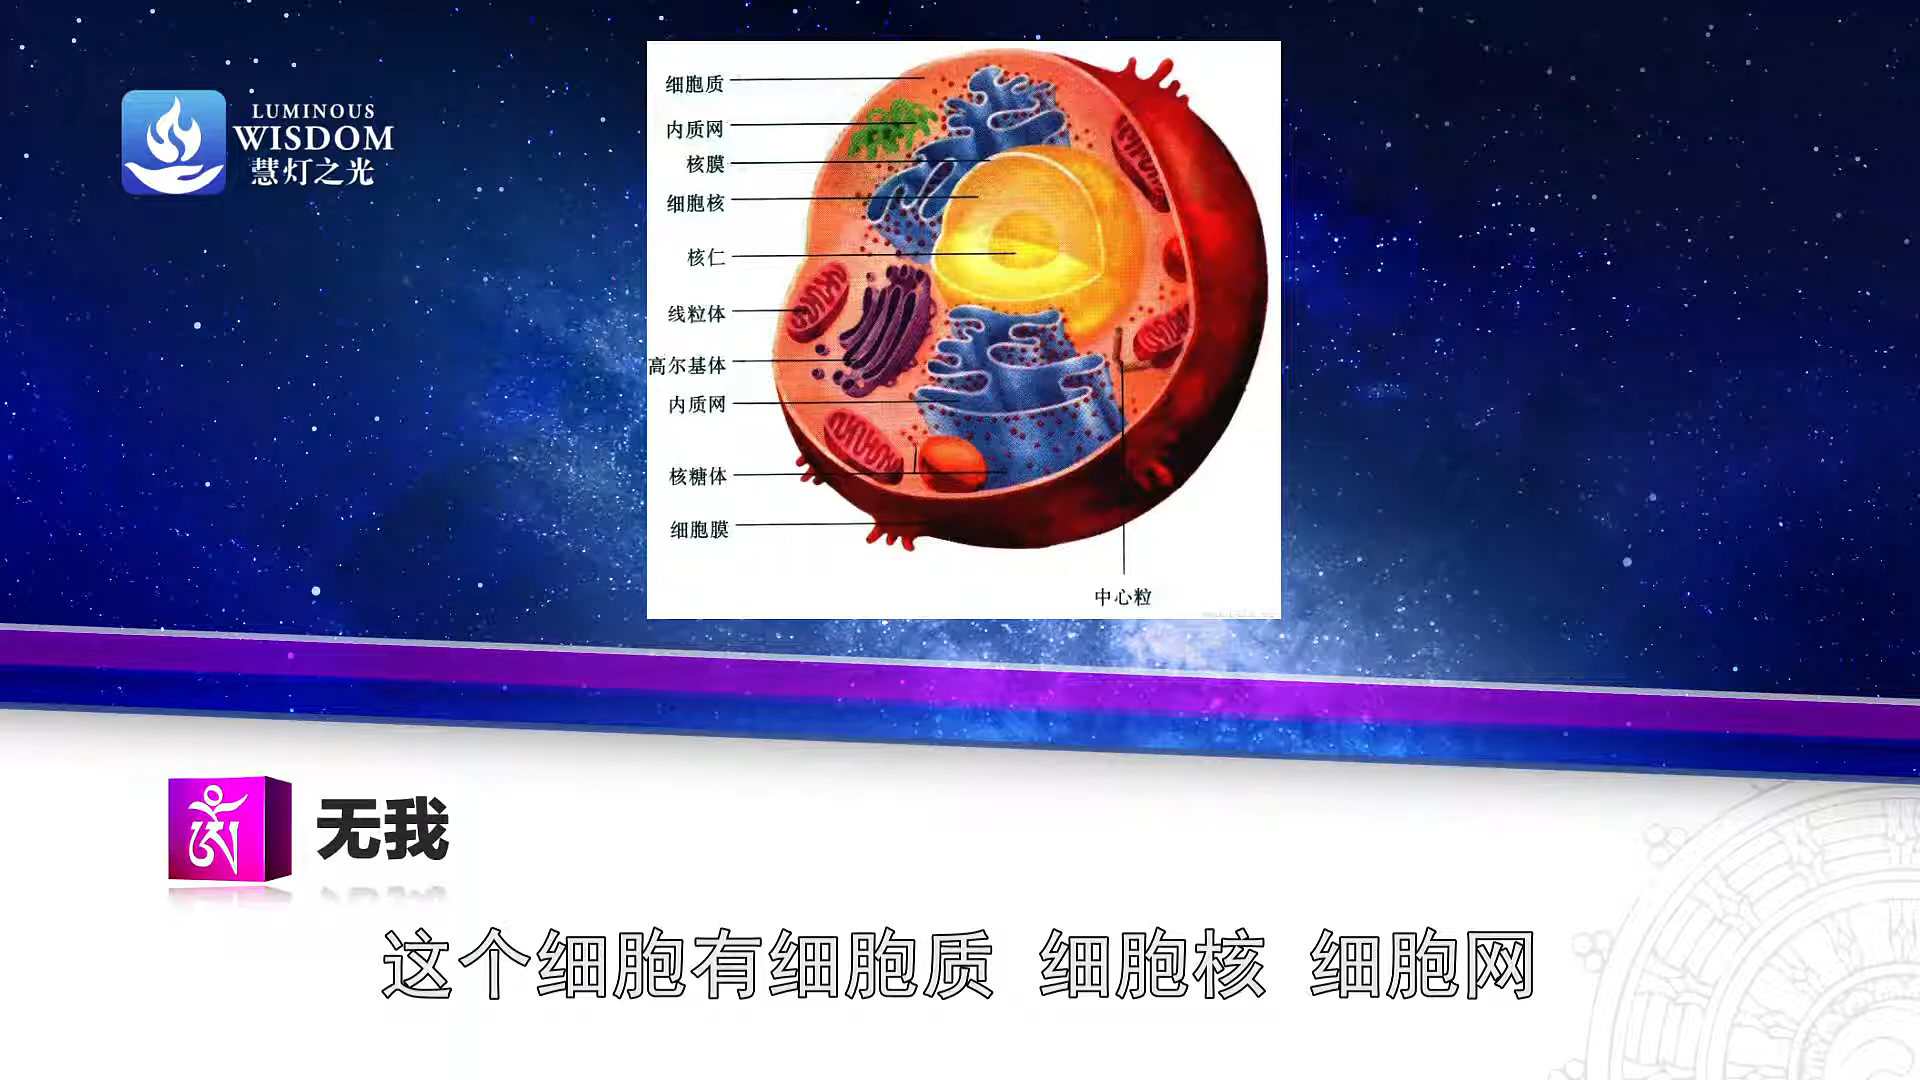 LUMINOUS
WISDOM
慧灯之光
细胞质
内质网
核膜
细胞核
核仁
线粒体
高尔基体
内质网
核糖体
细胞膜
中心粒
ༀ
无我
这个细胞有细胞质 细胞核 细胞网